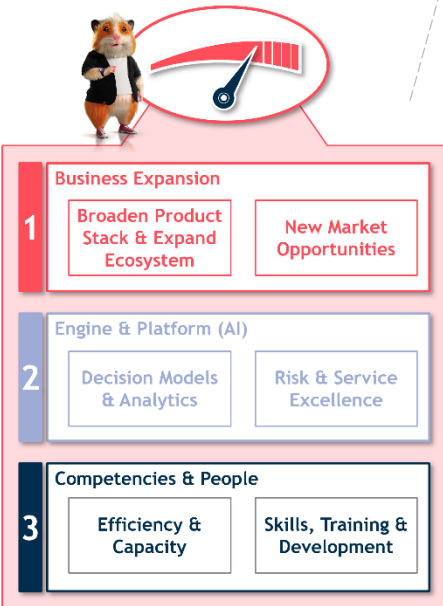 1
Business Expansion
Broaden Product
Stack & Expand
Ecosystem
New Market
Opportunities
2
Engine & Platform (AI)
Decision Models
& Analytics
Risk & Service
Excellence
3
Competencies & People
Efficiency &
Capacity
Skills, Training &
Development